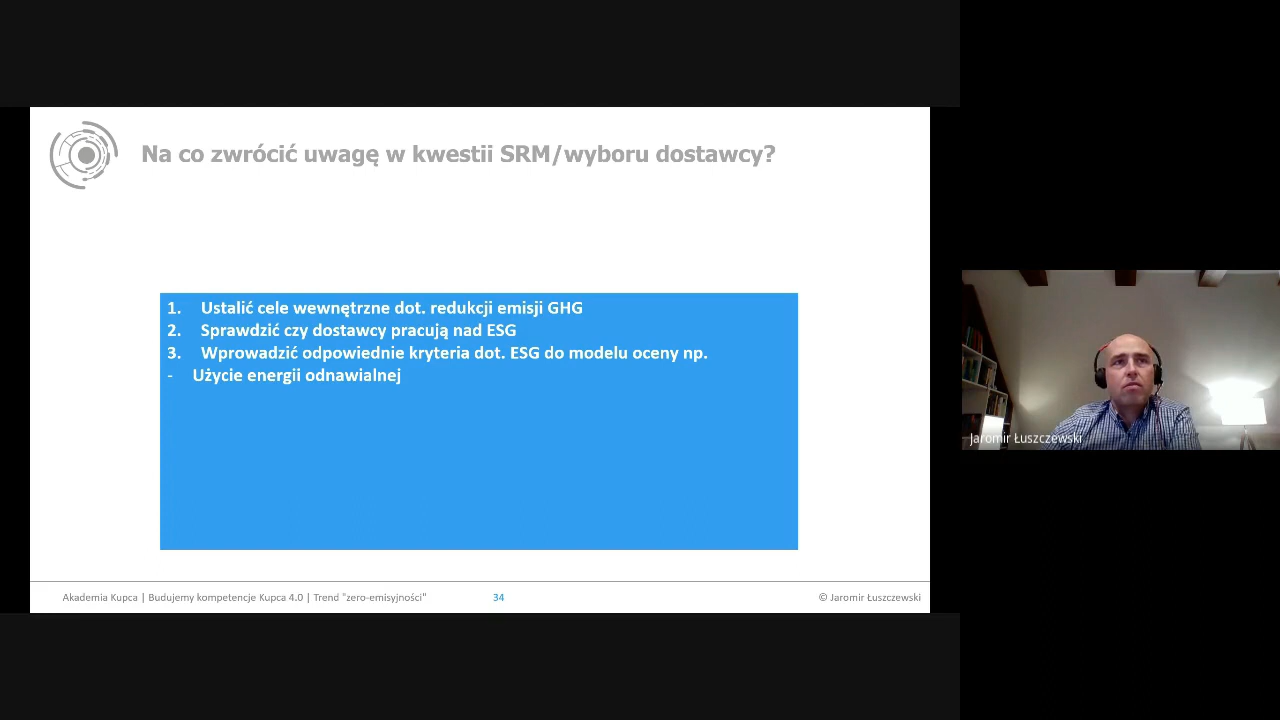 Na co zwrócić uwagę w kwestii SRM/wyboru dostawcy?
1. Ustalić cele wewnętrzne dot. redukcji emisji GHG
2. Sprawdzić czy dostawcy pracują nad ESG
3. Wprowadzić odpowiednie kryteria dot. ESG do modelu oceny np.
- Użycie energii odnawialnej
Akademia Kupca | Budujemy kompetencje Kupca 4.0 | Trend "zero-emisyjności" 34 © Jaromir Łuszczewski
Jaromir Łuszczewski